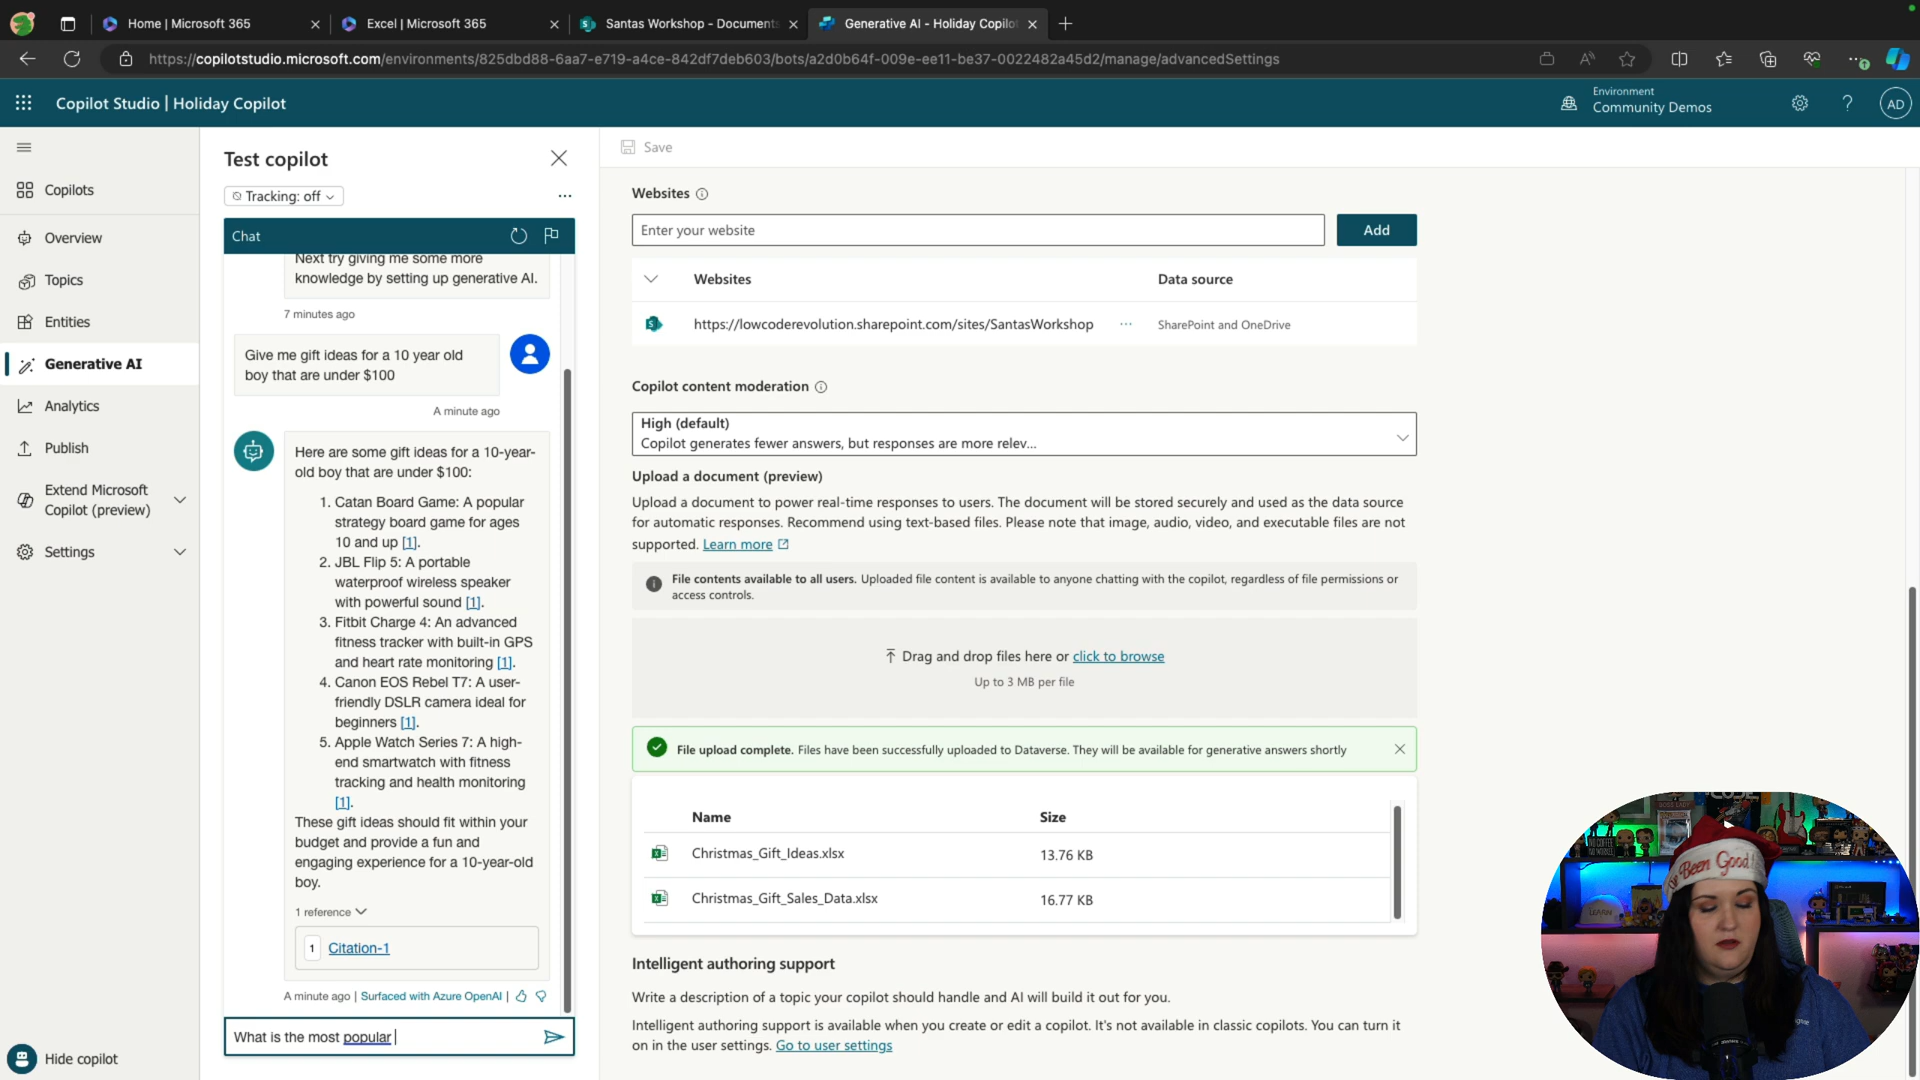 Home | Microsoft 365
Excel | Microsoft 365
Santas Workshop - Documents
Generative AI - Holiday Copilot
https://copilotstudio.microsoft.com/environments/825dbd88-6aa7-e719-a4ce-842df7deb603/bots/a2d0b64f-009e-ee11-be37-0022482a45d2/manage/advancedSettings
Copilot Studio | Holiday Copilot
Environment
Community Demos
AD
Copilots
Overview
Topics
Entities
Generative AI
Analytics
Publish
Extend Microsoft
Copilot (preview)
Settings
Hide copilot
Test copilot
Tracking: off
Chat
Next try giving me some more
knowledge by setting up generative AI.
7 minutes ago
Give me gift ideas for a 10 year old
boy that are under $100
A minute ago
Here are some gift ideas for a 10-year-
old boy that are under $100:
1. Catan Board Game: A popular
strategy board game for ages
10 and up [1].
2. JBL Flip 5: A portable
waterproof wireless speaker
with powerful sound [1].
3. Fitbit Charge 4: An advanced
fitness tracker with built-in GPS
and heart rate monitoring [1].
4. Canon EOS Rebel T7: A user-
friendly DSLR camera ideal for
beginners [1].
5. Apple Watch Series 7: A high-
end smartwatch with fitness
tracking and health monitoring
[1].
These gift ideas should fit within your
budget and provide a fun and
engaging experience for a 10-year-old
boy.
1 reference
1 Citation-1
A minute ago | Surfaced with Azure OpenAI |
What is the most popular
Save
Websites
Enter your website
Add
Websites Data source
https://lowcoderevolution.sharepoint.com/sites/SantasWorkshop ... SharePoint and OneDrive
Copilot content moderation
High (default)
Copilot generates fewer answers, but responses are more relev...
Upload a document (preview)
Upload a document to power real-time responses to users. The document will be stored securely and used as the data source
for automatic responses. Recommend using text-based files. Please note that image, audio, video, and executable files are not
supported. Learn more
File contents available to all users. Uploaded file content is available to anyone chatting with the copilot, regardless of file permissions or
access controls.
Drag and drop files here or click to browse
Up to 3 MB per file
File upload complete. Files have been successfully uploaded to Dataverse. They will be available for generative answers shortly
Name Size
Christmas_Gift_Ideas.xlsx 13.76 KB
Christmas_Gift_Sales_Data.xlsx 16.77 KB
Intelligent authoring support
Write a description of a topic your copilot should handle and AI will build it out for you.
Intelligent authoring support is available when you create or edit a copilot. It's not available in classic copilots. You can turn it
on in the user settings. Go to user settings
BOSS LADY
Been Good
LEARN